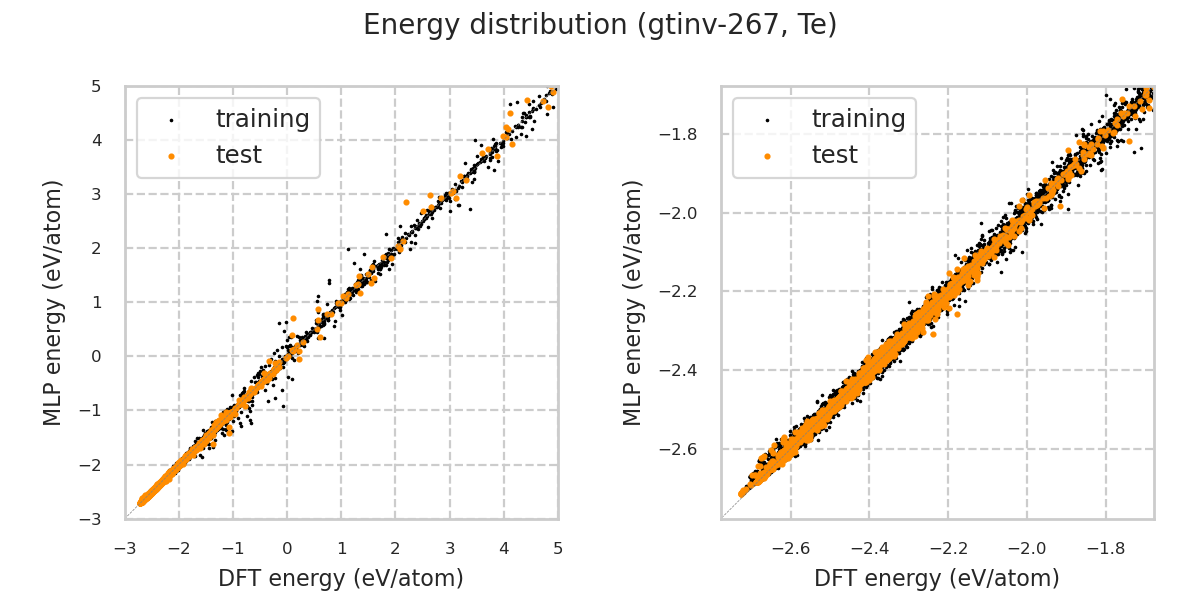 Energy distribution (gtinv-267, Te)
training
test
5
4
3
2
1
0
−1
−2
−3
−3 −2 −1 0 1 2 3 4 5
MLP energy (eV/atom)
DFT energy (eV/atom)
training
test
−1.8
−2.0
−2.2
−2.4
−2.6
−2.6 −2.4 −2.2 −2.0 −1.8
MLP energy (eV/atom)
DFT energy (eV/atom)